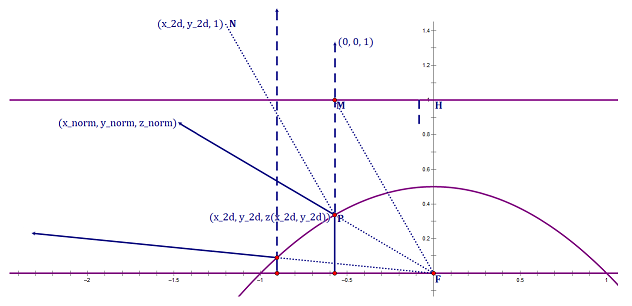 (x_2d, y_2d, 1) N
(0, 0, 1)
1.4
1.2
M
1
H
(x_norm, y_norm, z_norm)
0.8
0.6
0.4
(x_2d, y_2d, z(x_2d, y_2d)) P
0.2
F
-2 -1.5 -1 -0.5 0.5 1